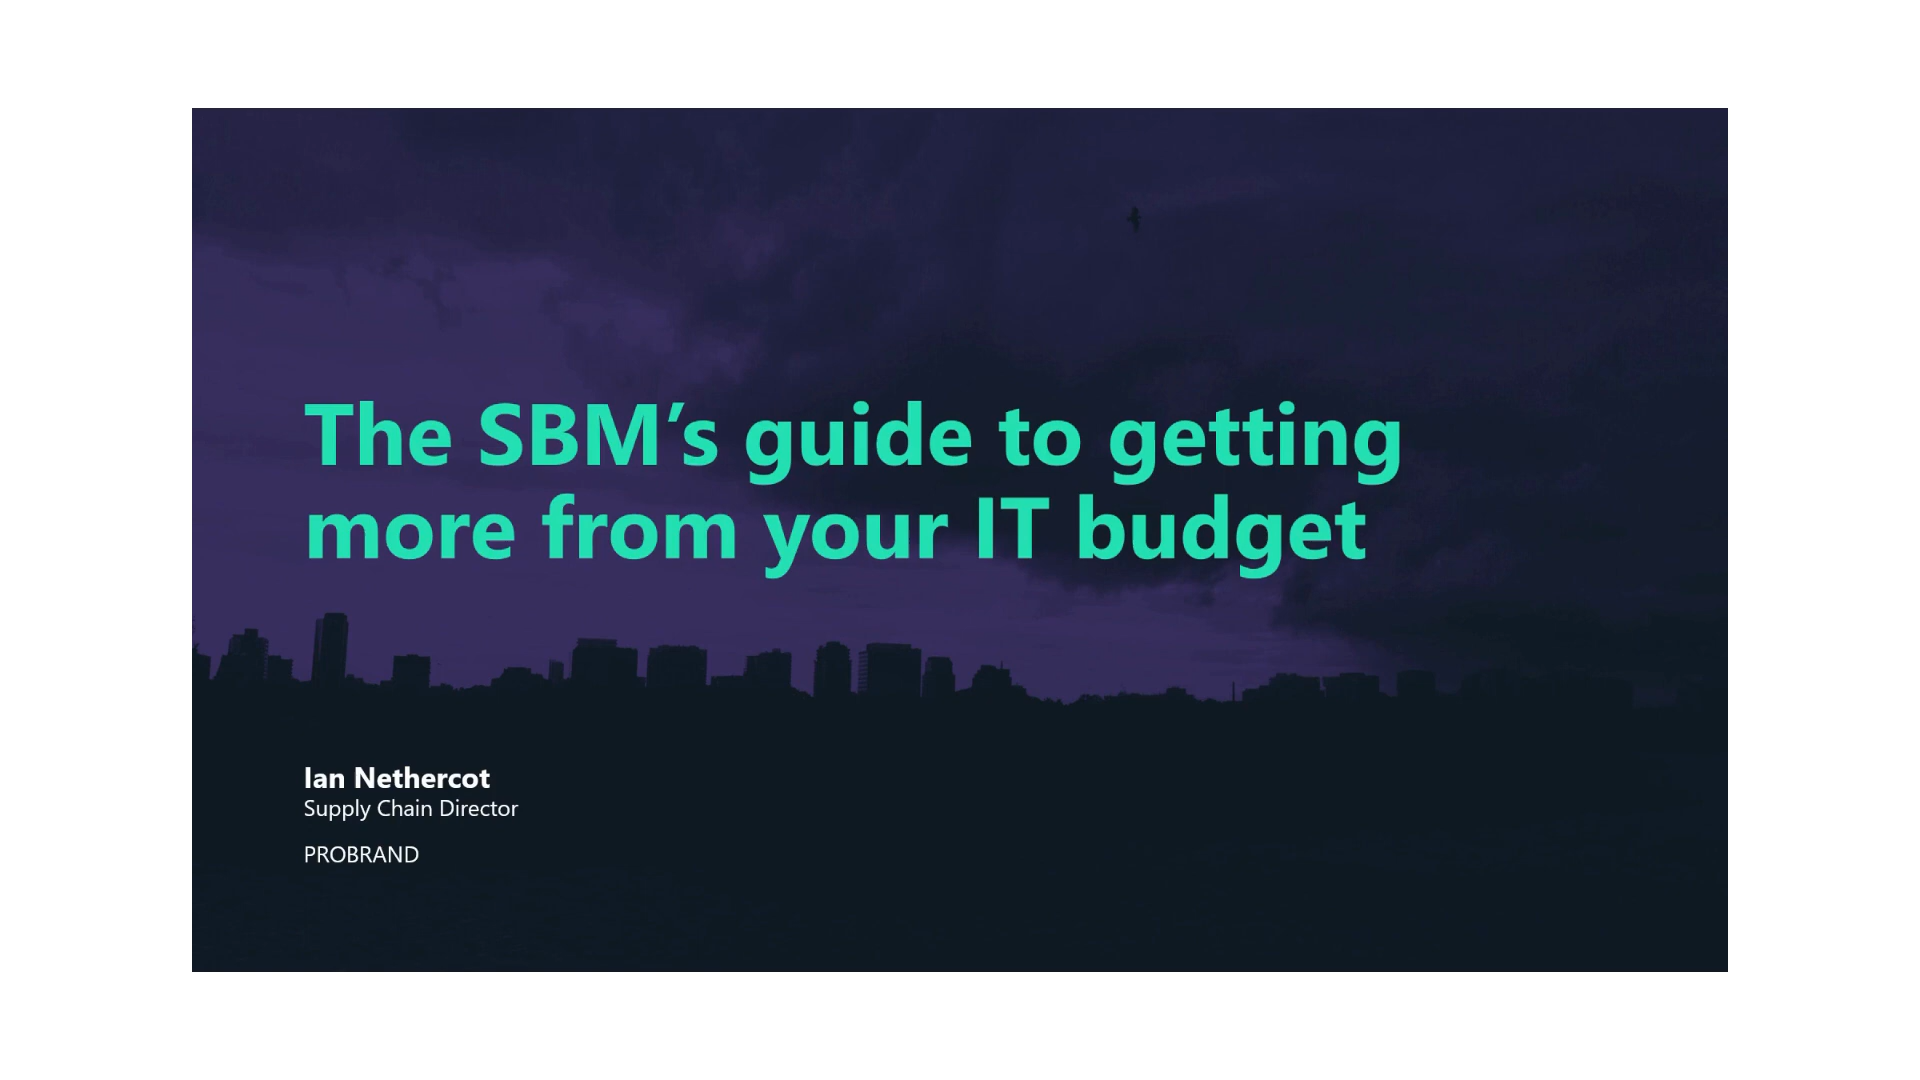 The SBM’s guide to getting
more from your IT budget
Ian Nethercot
Supply Chain Director
PROBRAND